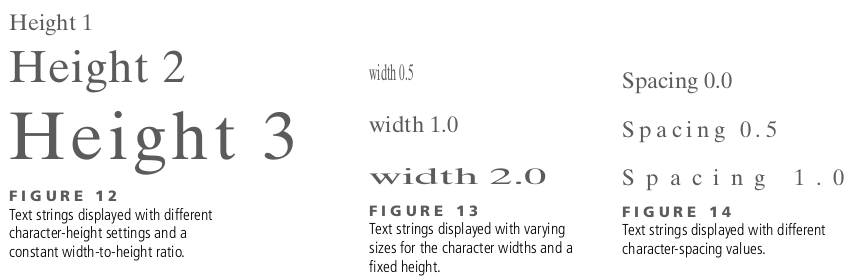 Height 1
Height 2
Height 3
FIGURE 12
Text strings displayed with different
character-height settings and a
constant width-to-height ratio.
width 0.5
width 1.0
width 2.0
FIGURE 13
Text strings displayed with varying
sizes for the character widths and a
fixed height.
Spacing 0.0
Spacing 0.5
Spacing 1.0
FIGURE 14
Text strings displayed with different
character-spacing values.